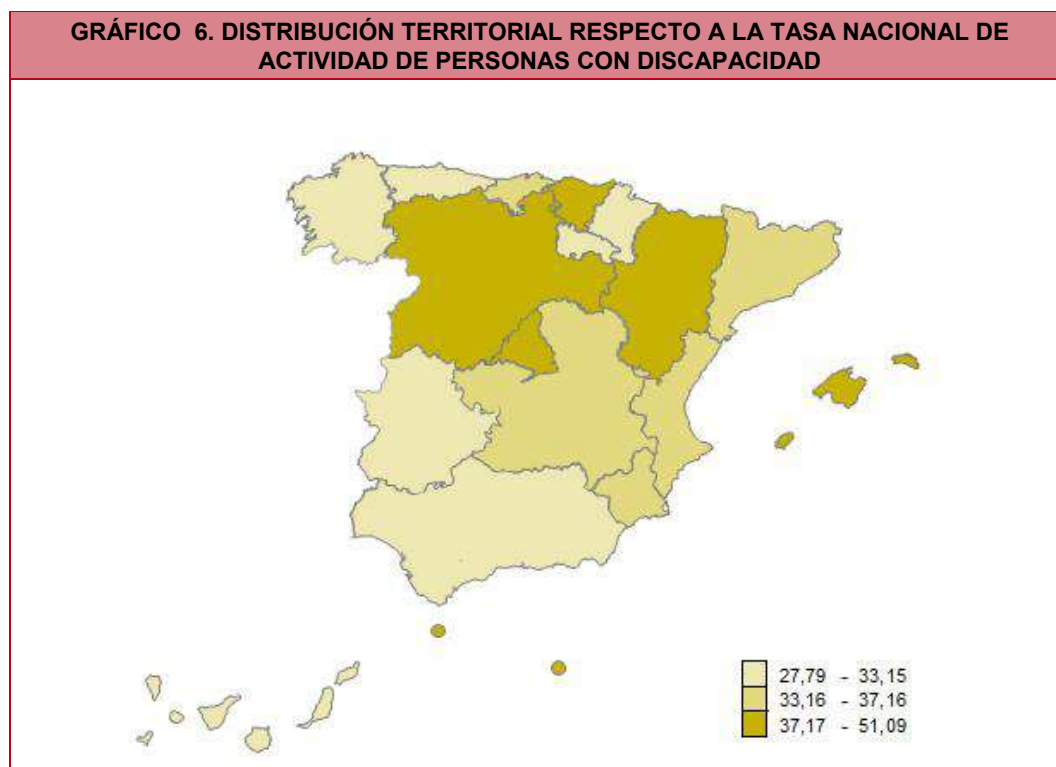 GRÁFICO 6. DISTRIBUCIÓN TERRITORIAL RESPECTO A LA TASA NACIONAL DE
ACTIVIDAD DE PERSONAS CON DISCAPACIDAD
27,79 - 33,15
33,16 - 37,16
37,17 - 51,09